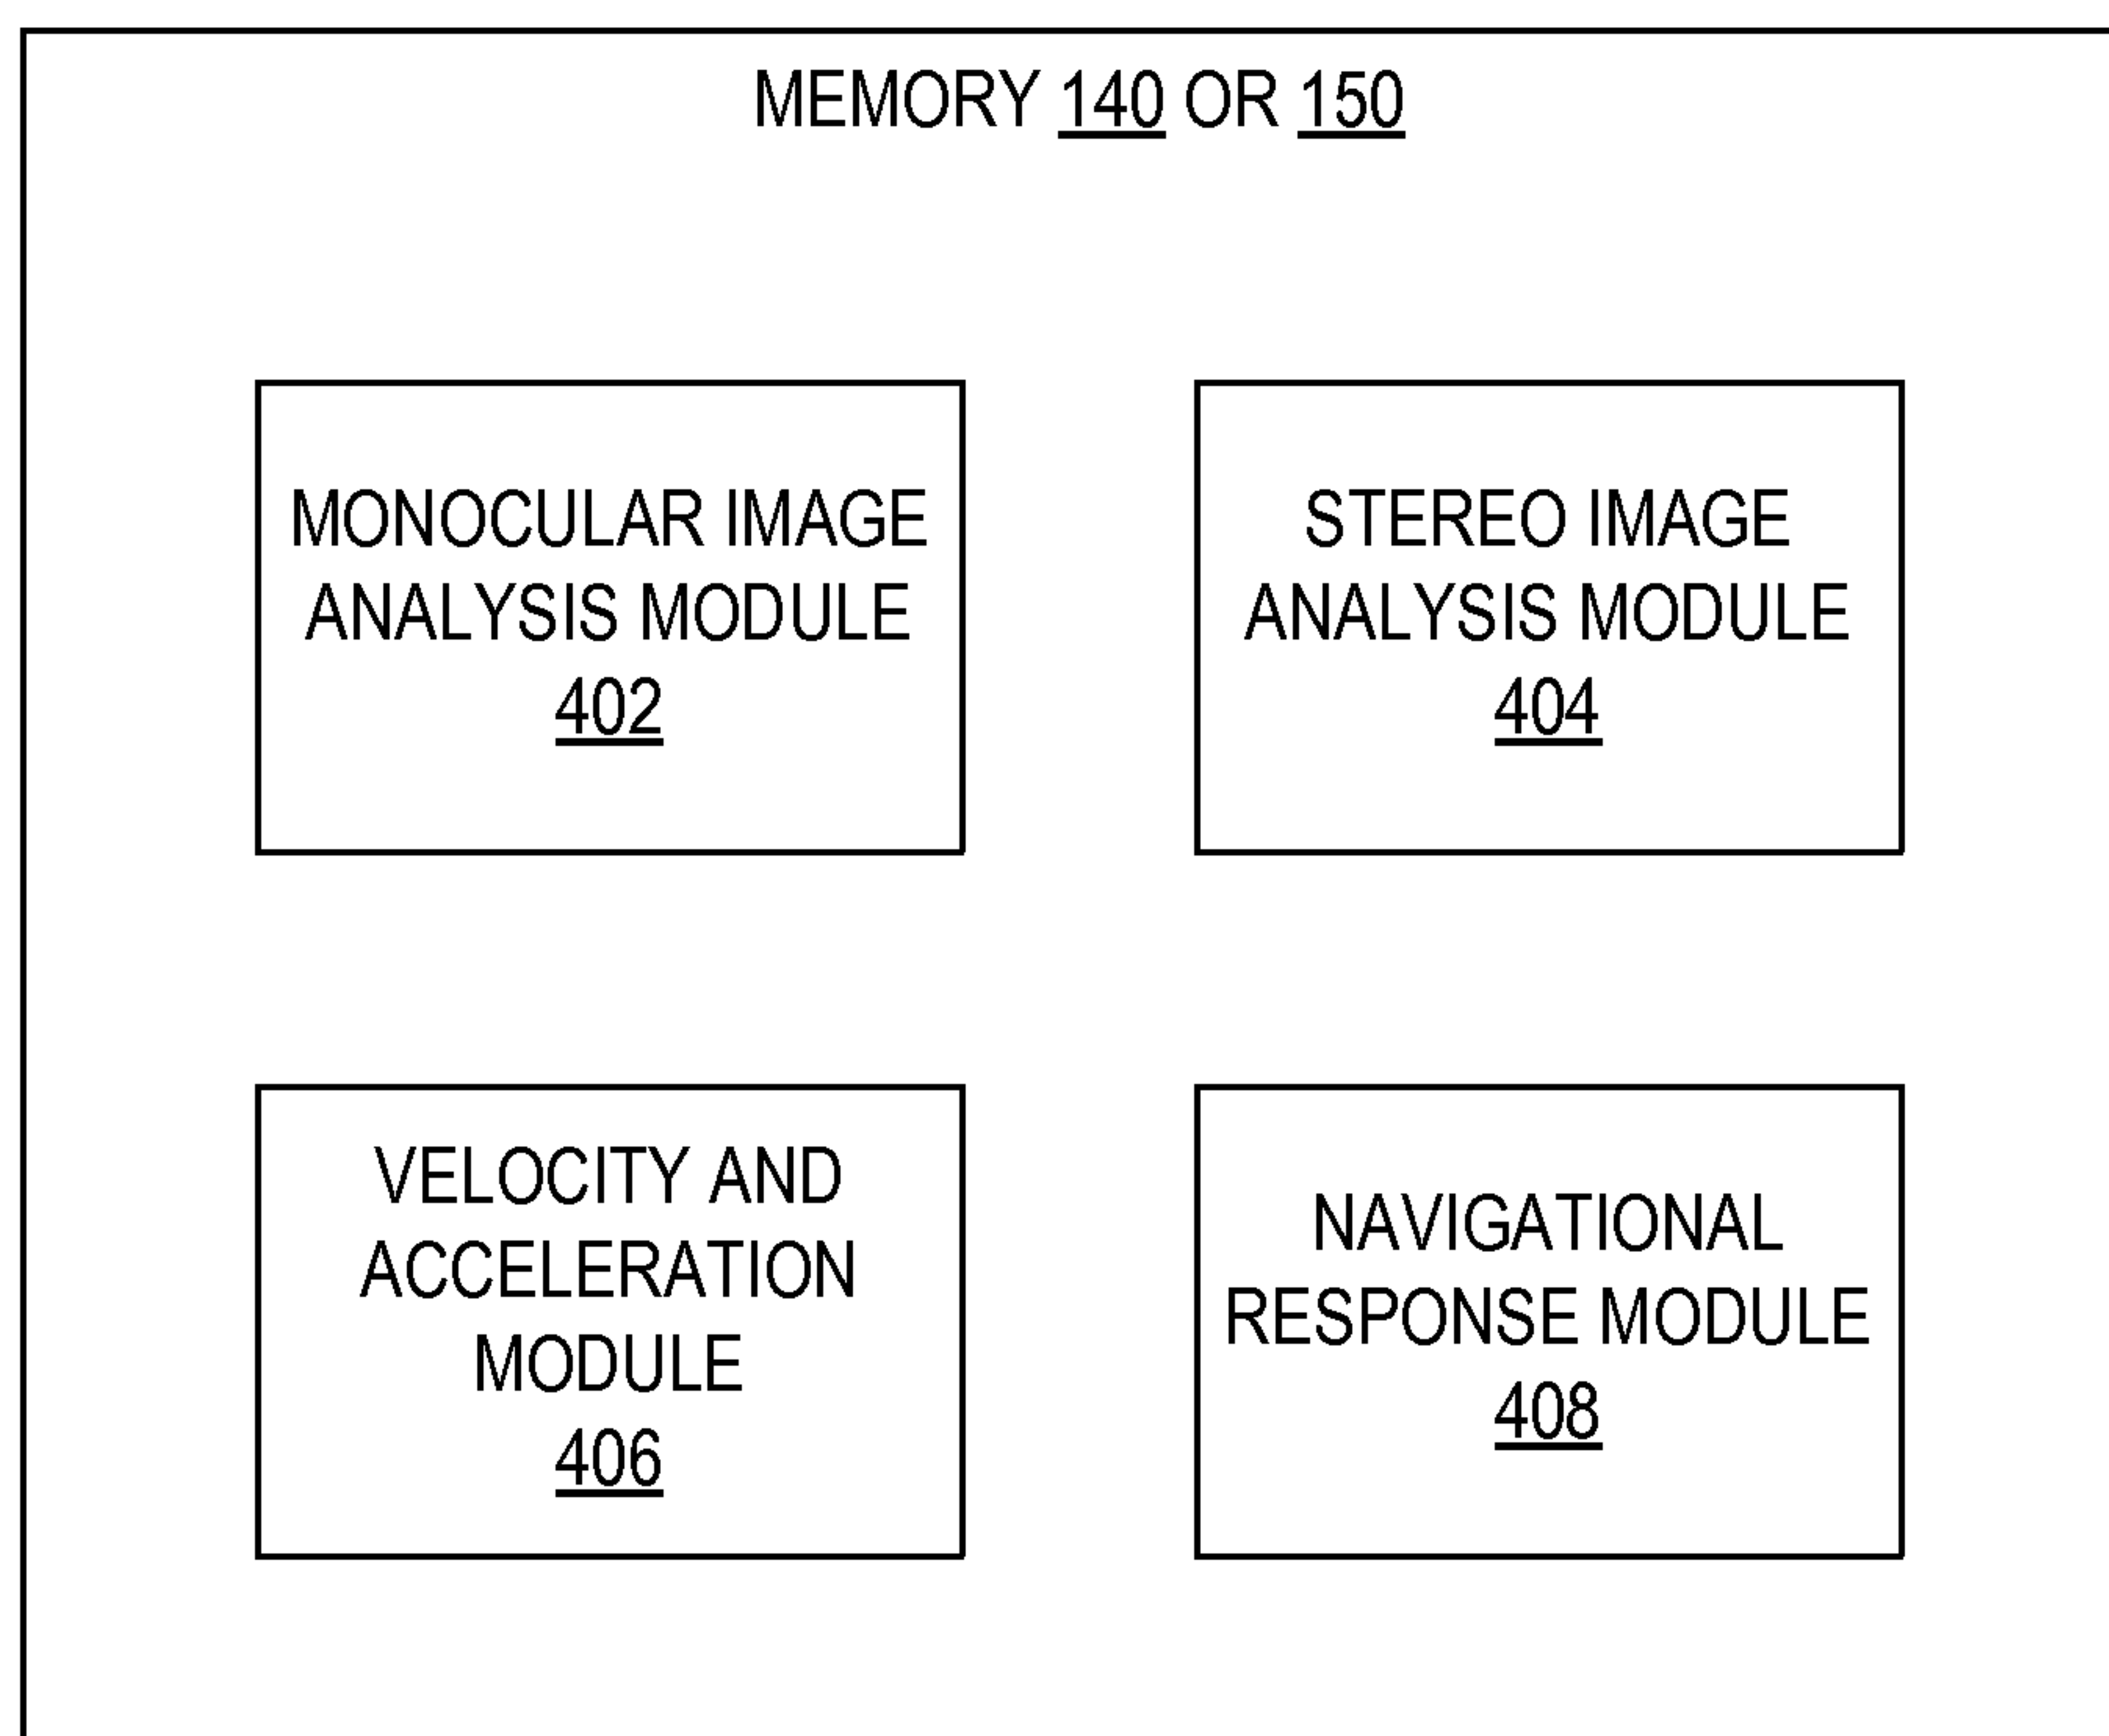 MEMORY 140 OR 150
MONOCULAR IMAGE
ANALYSIS MODULE
402
STEREO IMAGE
ANALYSIS MODULE
404
VELOCITY AND
ACCELERATION
MODULE
406
NAVIGATIONAL
RESPONSE MODULE
408